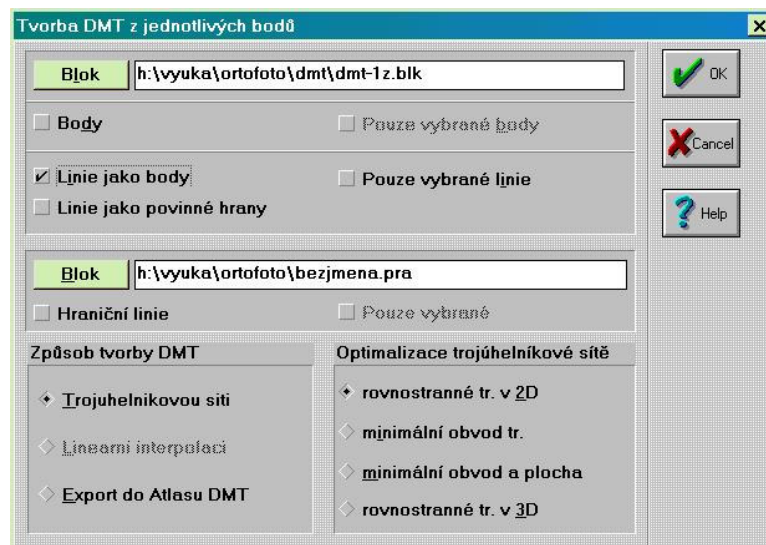 Tvorba DMT z jednotlivých bodů
Blok h:\vyuka\ortofoto\dmt\dmt-1z.blk
Body Pouze vybrané body
Linie jako body Pouze vybrané linie
Linie jako povinné hrany
Blok h:\vyuka\ortofoto\bezjmena.pra
Hraniční linie Pouze vybrané
Způsob tvorby DMT
Trojuhelnikovou siti
Linearni interpolaci
Export do Atlasu DMT
Optimalizace trojúhelníkové sítě
rovnostranné tr. v 2D
minimální obvod tr.
minimální obvod a plocha
rovnostranné tr. v 3D
OK
Cancel
Help